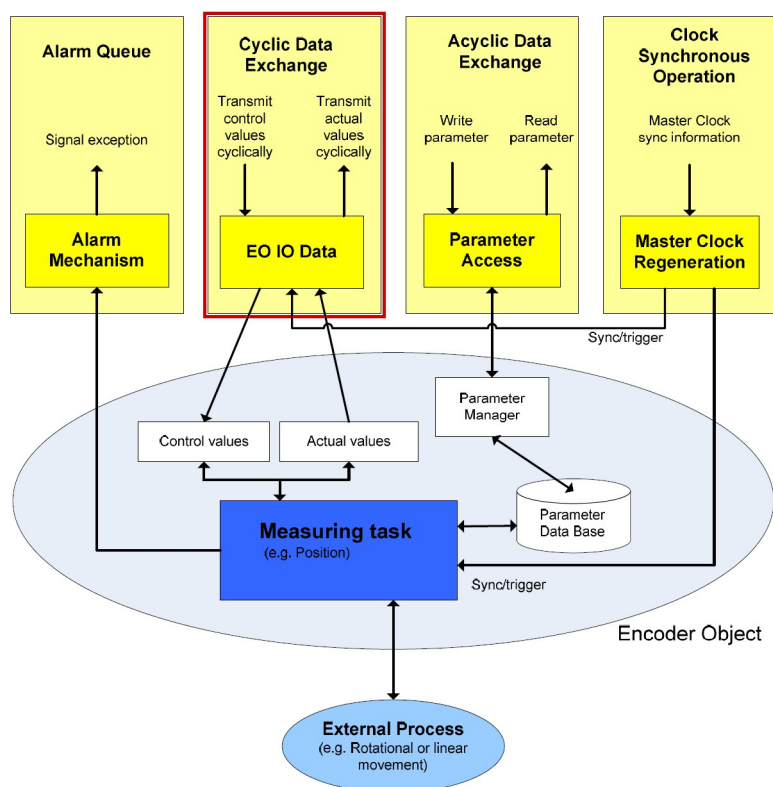 Alarm Queue
Signal exception
Alarm
Mechanism
Cyclic Data
Exchange
Transmit
control
values
cyclically
Transmit
actual
values
cyclically
EO IO Data
Acyclic Data
Exchange
Write
parameter
Read
parameter
Parameter
Access
Clock
Synchronous
Operation
Master Clock
sync information
Master Clock
Regeneration
Sync/trigger
Control values
Actual values
Parameter
Manager
Parameter
Data Base
Measuring task
(e.g. Position)
Sync/trigger
Encoder Object
External Process
(e.g. Rotational or linear
movement)